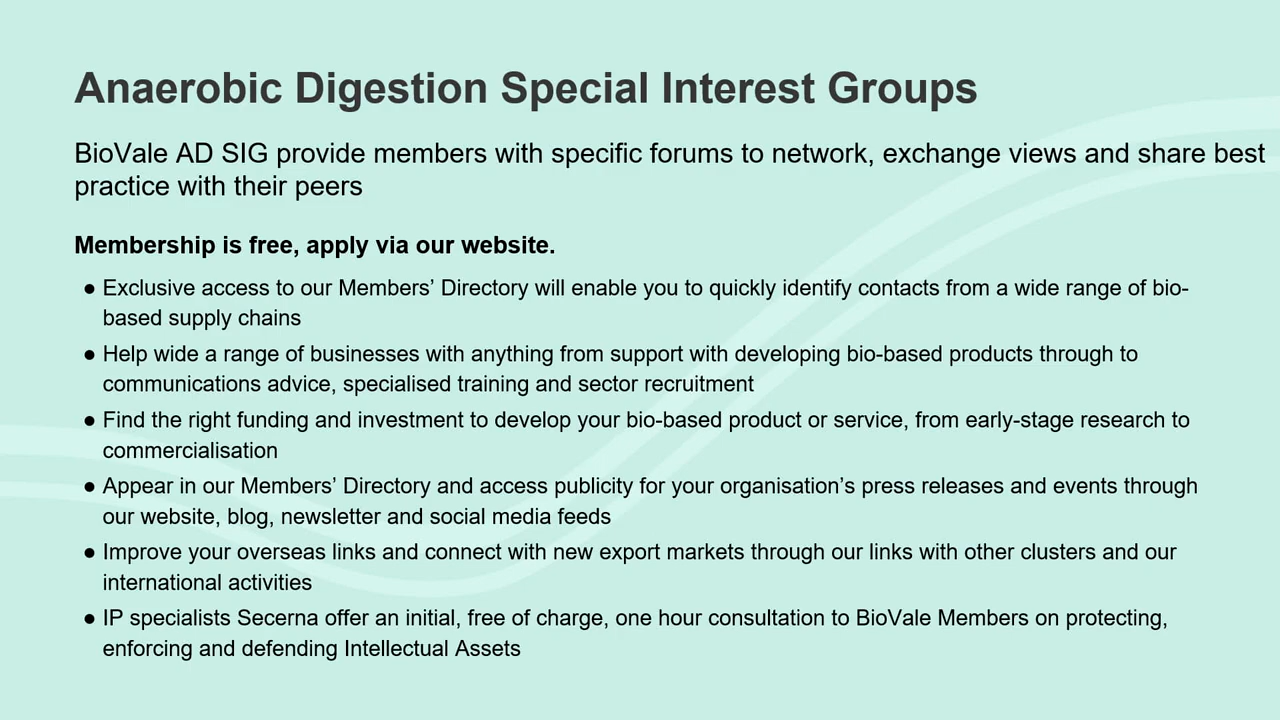 Anaerobic Digestion Special Interest Groups
BioVale AD SIG provide members with specific forums to network, exchange views and share best
practice with their peers
Membership is free, apply via our website.
● Exclusive access to our Members’ Directory will enable you to quickly identify contacts from a wide range of bio-
based supply chains
● Help wide a range of businesses with anything from support with developing bio-based products through to
communications advice, specialised training and sector recruitment
● Find the right funding and investment to develop your bio-based product or service, from early-stage research to
commercialisation
● Appear in our Members’ Directory and access publicity for your organisation’s press releases and events through
our website, blog, newsletter and social media feeds
● Improve your overseas links and connect with new export markets through our links with other clusters and our
international activities
● IP specialists Secerna offer an initial, free of charge, one hour consultation to BioVale Members on protecting,
enforcing and defending Intellectual Assets